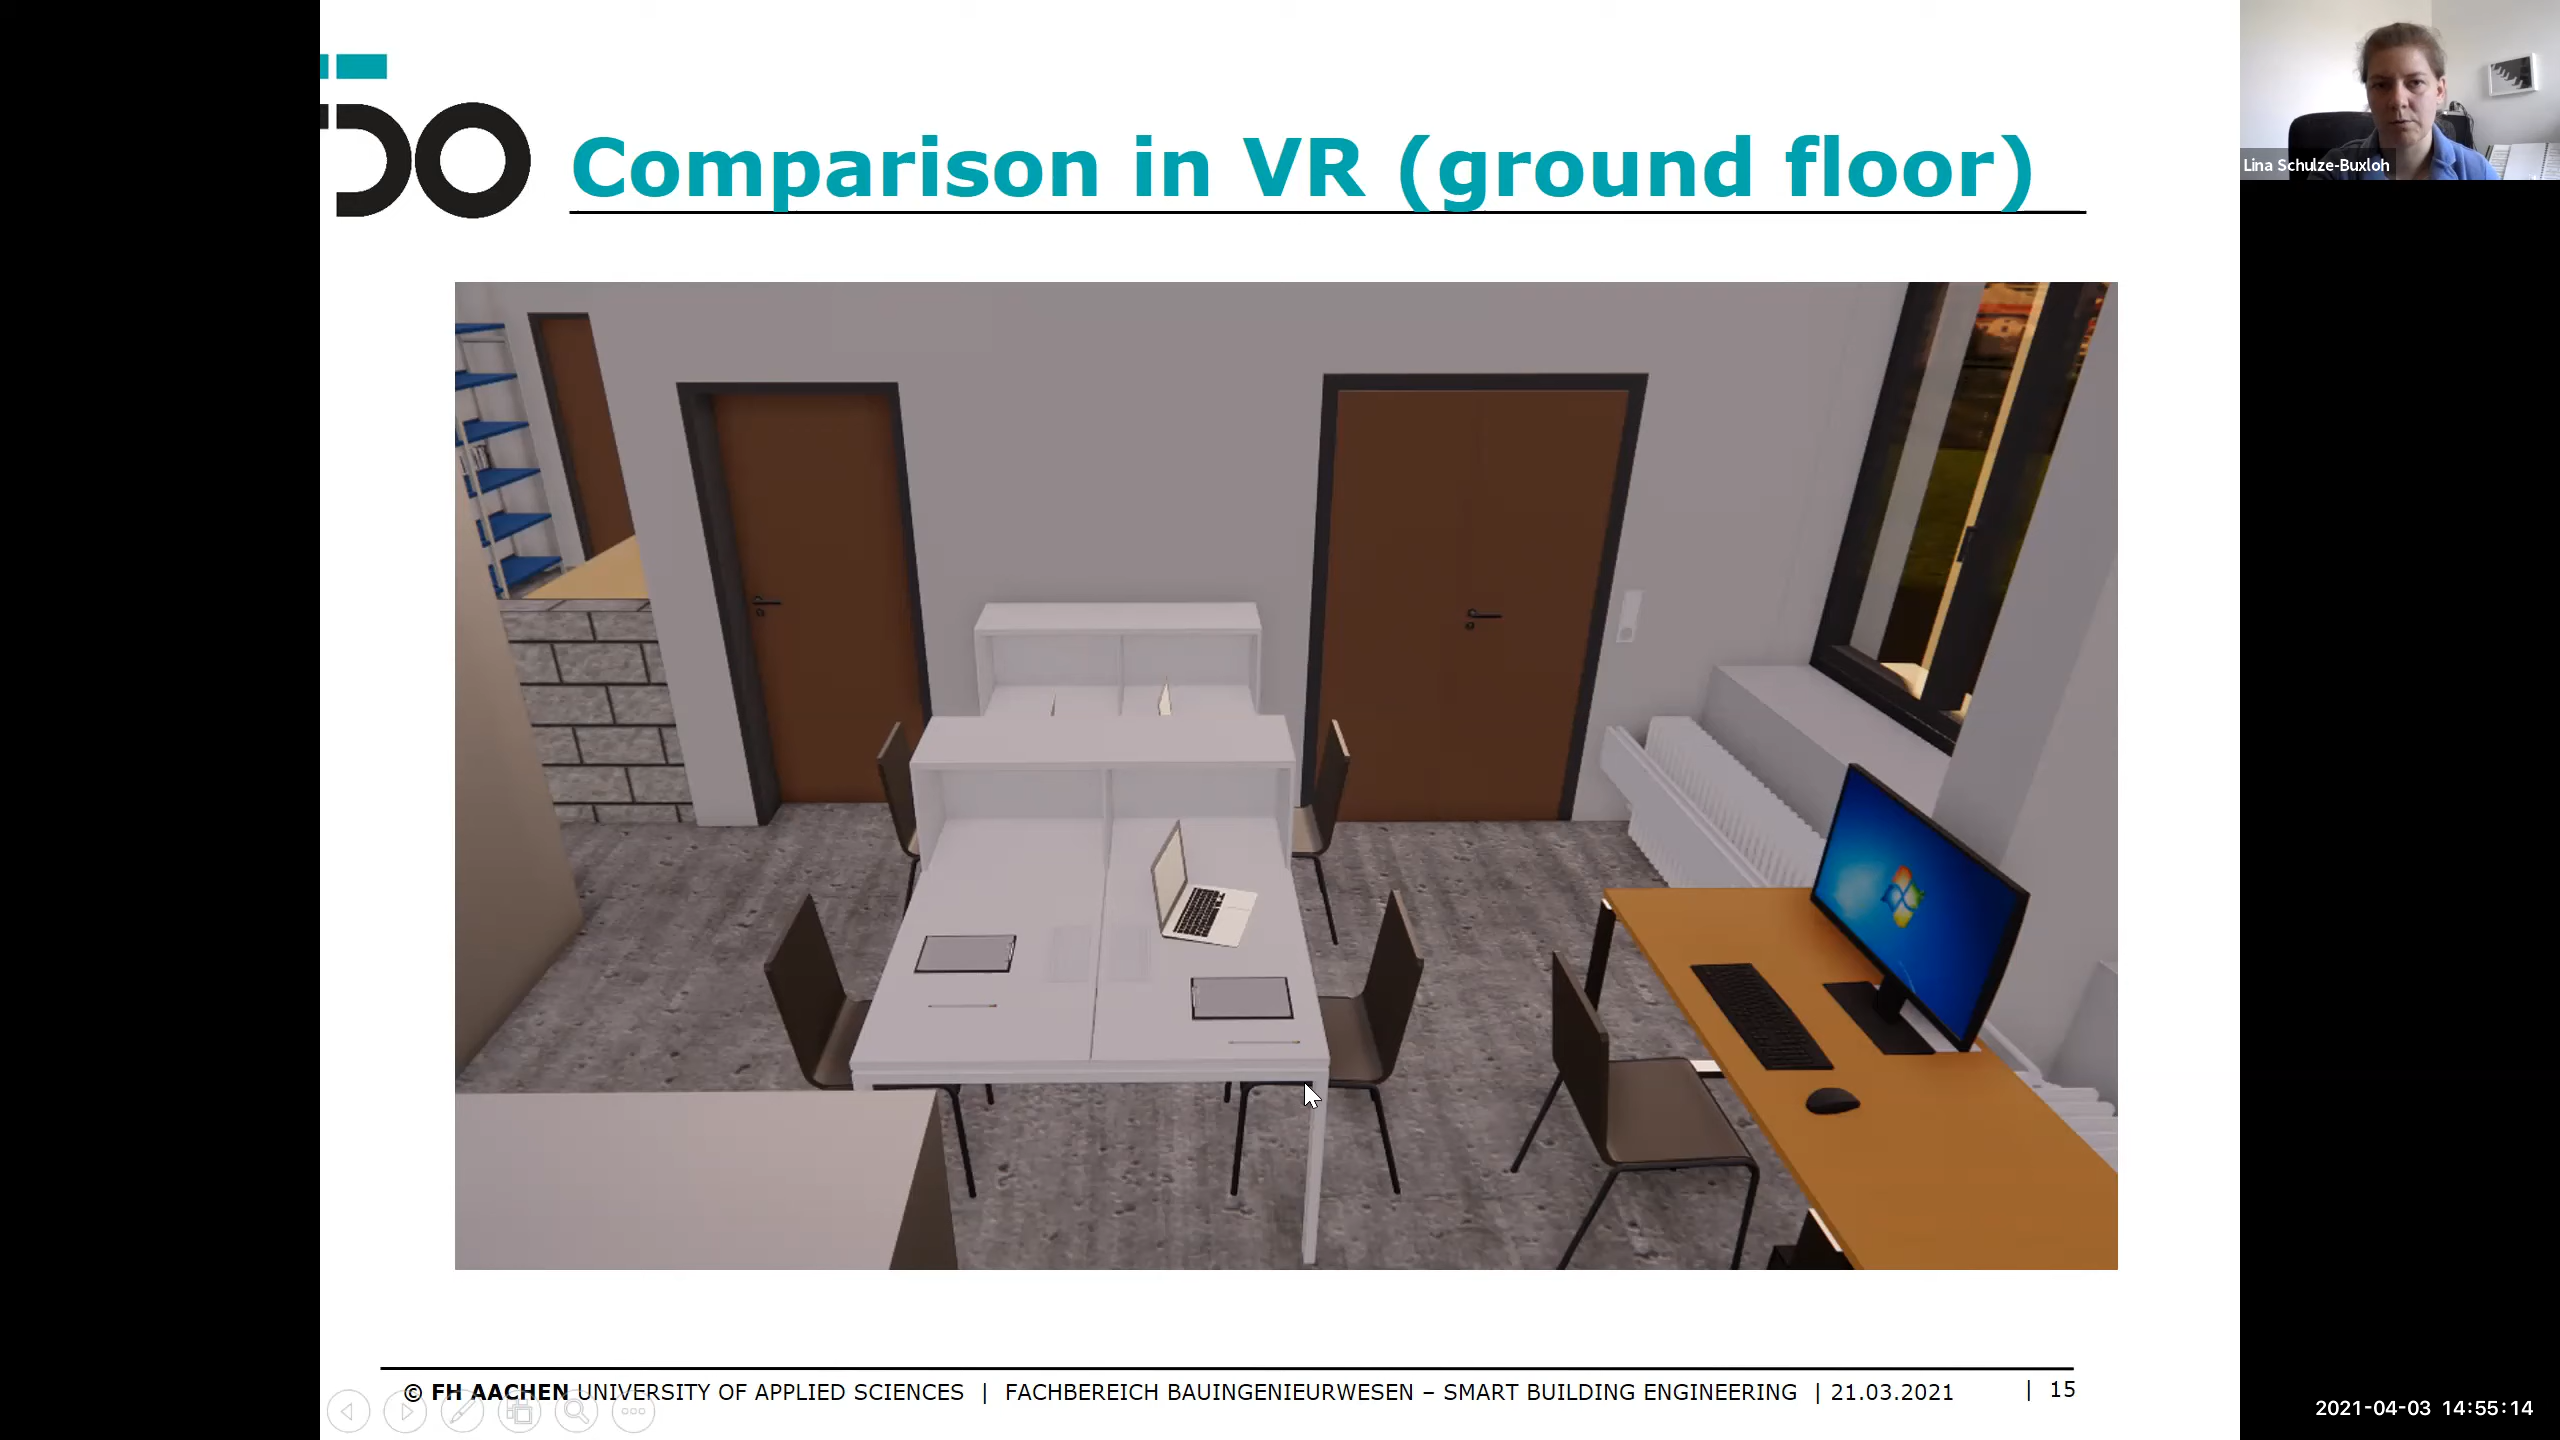 Comparison in VR (ground floor)
Lina Schulze-Buxloh
© FH AACHEN UNIVERSITY OF APPLIED SCIENCES | FACHBEREICH BAUINGENIEURWESEN – SMART BUILDING ENGINEERING | 21.03.2021 | 15
2021-04-03 14:55:14